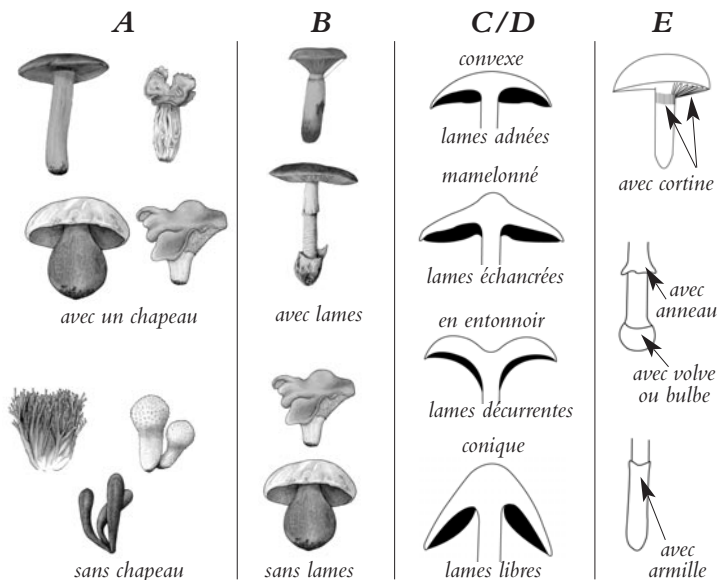 A
B
C/D
E
avec un chapeau
sans chapeau
avec lames
sans lames
convexe
lames adnées
mamelonné
lames échancrées
en entonnoir
lames décurrentes
conique
lames libres
avec cortine
avec
anneau
avec volve
ou bulbe
avec
armille